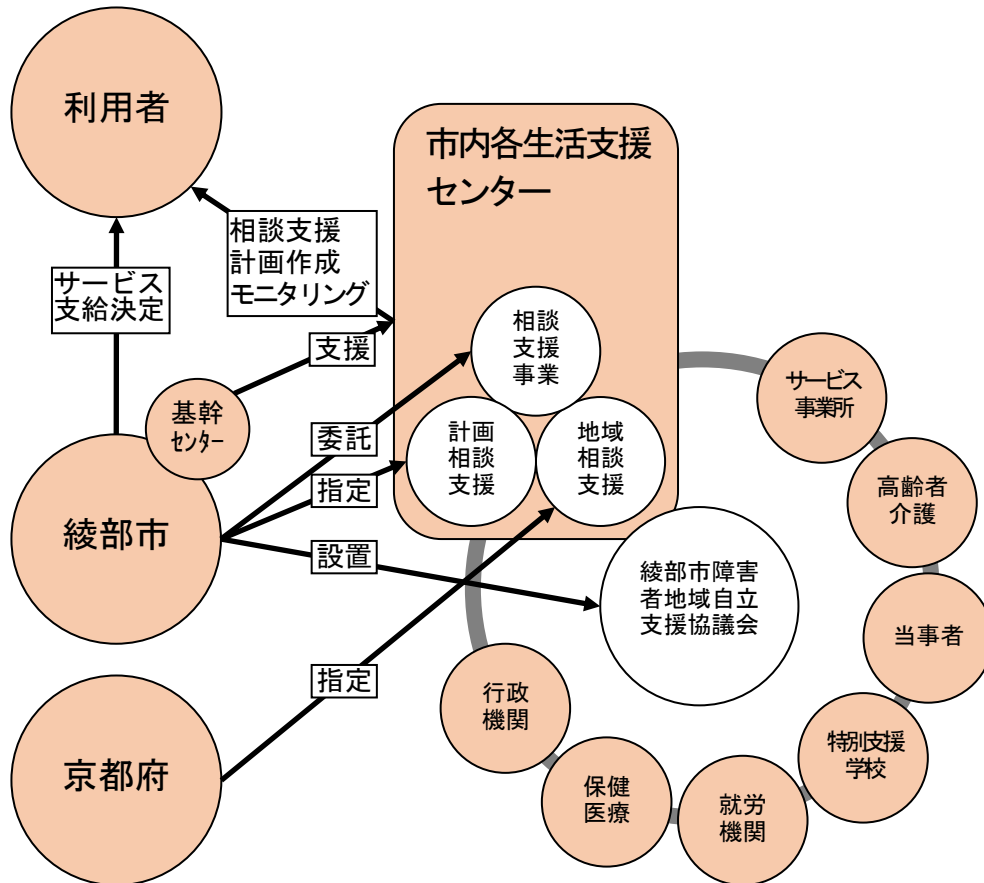 利用者
市内各生活支援
センター
相談支援
計画作成
モニタリング
サービス
支給決定
支援
相談
支援
事業
基幹
センター
委託
計画
相談
支援
地域
相談
支援
指定
綾部市
設置
サービス
事業所
高齢者
介護
綾部市障害
者地域自立
支援協議会
当事者
指定
行政
機関
特別支援
学校
京都府
保健
医療
就労
機関